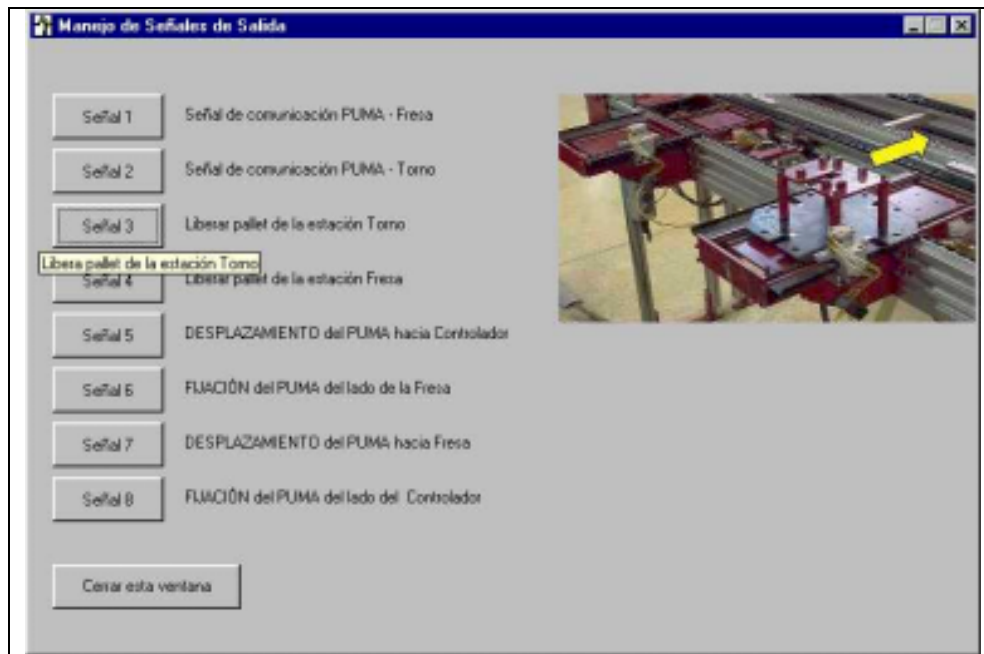 Manejo de Señales de Salida
Señal 1 Señal de comunicación PUMA - Fresa
Señal 2 Señal de comunicación PUMA - Torno
Señal 3 Liberar pallet de la estación Torno
Libera pallet de la estación Torno
Señal 4 Liberar pallet de la estación Fresa
Señal 5 DESPLAZAMIENTO del PUMA hacia Controlador
Señal 6 FIJACIÓN del PUMA del lado de la Fresa
Señal 7 DESPLAZAMIENTO del PUMA hacia Fresa
Señal 8 FIJACIÓN del PUMA del lado del Controlador
Cerrar esta ventana